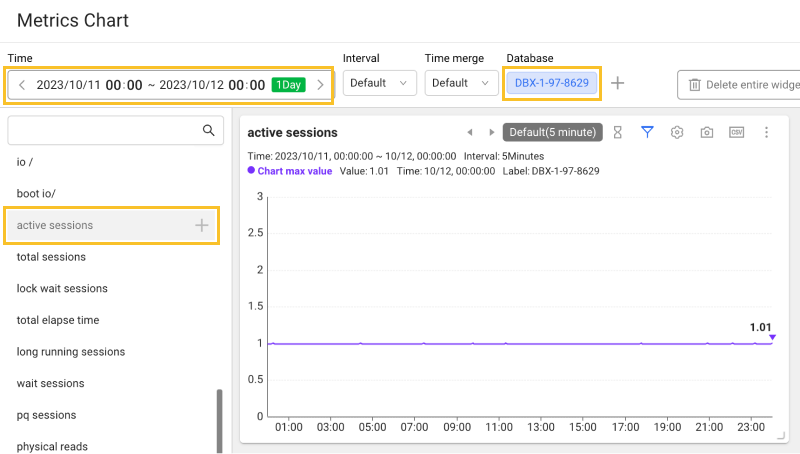 Metrics Chart
Time
Interval
Time merge
Database
2023/10/11 00:00 ~ 2023/10/12 00:00 1Day
Default
Default
DBX-1-97-8629
Delete entire widge
io /
boot io/
active sessions
total sessions
lock wait sessions
total elapse time
long running sessions
wait sessions
pq sessions
physical reads
active sessions
Default(5 minute)
CSV
Time: 2023/10/11, 00:00:00 ~ 10/12, 00:00:00 Interval: 5Minutes
Chart max value Value: 1.01 Time: 10/12, 00:00:00 Label: DBX-1-97-8629
3
2.5
2
1.5
1
0.5
0
1.01
01:00 03:00 05:00 07:00 09:00 11:00 13:00 15:00 17:00 19:00 21:00 23:00